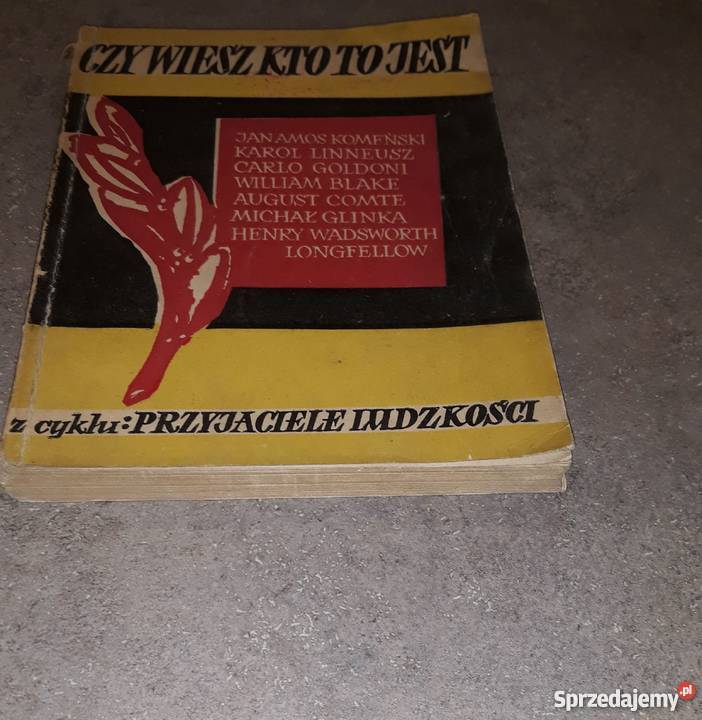 CZY WIESZ KTO TO JEST
JAN AMOS KOMEŃSKI
KAROL LINNEUSZ
CARLO GOLDONI
WILLIAM BLAKE
AUGUST COMTE
MICHAŁ GLINKA
HENRY WADSWORTH
LONGFELLOW
z cyklu: PRZYJACIELE LUDZKOŚCI
Sprzedajemy.pl